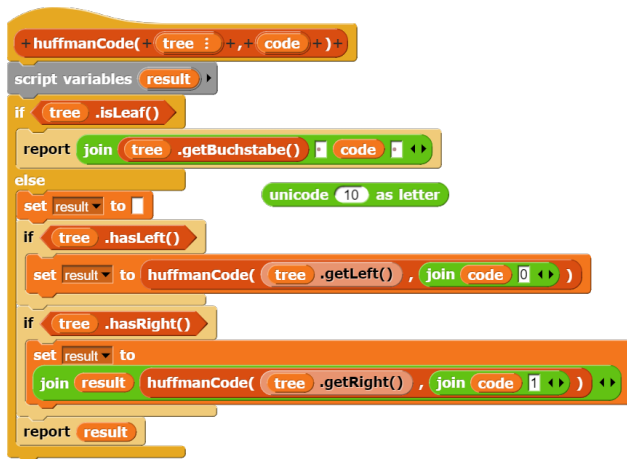 +huffmanCode(+ tree ⋮ +,+ code +)+
script variables result
if tree .isLeaf()
report join tree .getBuchstabe() code
else
unicode 10 as letter
set result to
if tree .hasLeft()
set result to huffmanCode( tree .getLeft() , join code 0 )
if tree .hasRight()
set result to
join result huffmanCode( tree .getRight() , join code 1 )
report result